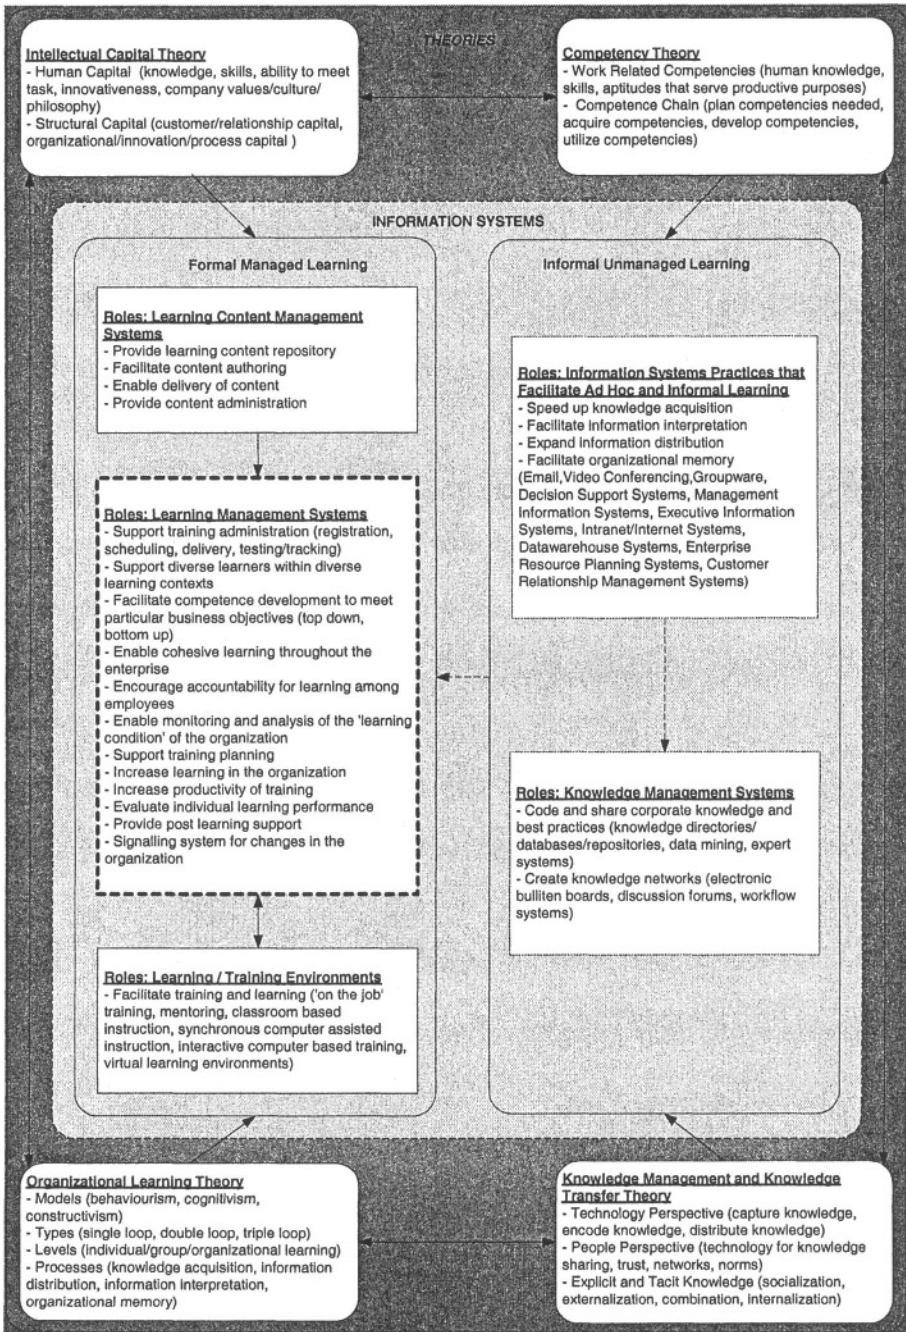 THEORIES
Intellectual Capital Theory
- Human Capital (knowledge, skills, ability to meet
task, innovativeness, company values/culture/
philosophy)
- Structural Capital (customer/relationship capital,
organizational/innovation/process capital )
Competency Theory
- Work Related Competencies (human knowledge,
skills, aptitudes that serve productive purposes)
- Competence Chain (plan competencies needed,
acquire competencies, develop competencies,
utilize competencies)
INFORMATION SYSTEMS
Formal Managed Learning
Roles: Learning Content Management
Systems
- Provide learning content repository
- Facilitate content authoring
- Enable delivery of content
- Provide content administration
Roles: Learning Management Systems
- Support training administration (registration,
scheduling, delivery, testing/tracking)
- Support diverse learners within diverse
learning contexts
- Facilitate competence development to meet
particular business objectives (top down,
bottom up)
- Enable cohesive learning throughout the
enterprise
- Encourage accountability for learning among
employees
- Enable monitoring and analysis of the 'learning
condition' of the organization
- Support training planning
- Increase learning in the organization
- Increase productivity of training
- Evaluate individual learning performance
- Provide post learning support
- Signalling system for changes in the
organization
Roles: Learning / Training Environments
- Facilitate training and learning ('on the job'
training, mentoring, classroom based
instruction, synchronous computer assisted
instruction, interactive computer based training,
virtual learning environments)
Informal Unmanaged Learning
Roles: Information Systems Practices that
Facilitate Ad Hoc and Informal Learning
- Speed up knowledge acquisition
- Facilitate information interpretation
- Expand information distribution
- Facilitate organizational memory
(Email,Video Conferencing,Groupware,
Decision Support Systems, Management
Information Systems, Executive Information
Systems, Intranet/Internet Systems,
Datawarehouse Systems, Enterprise
Resource Planning Systems, Customer
Relationship Management Systems)
Roles: Knowledge Management Systems
- Code and share corporate knowledge and
best practices (knowledge directories/
databases/repositories, data mining, expert
systems)
- Create knowledge networks (electronic
bulliten boards, discussion forums, workflow
systems)
Organizational Learning Theory
- Models (behaviourism, cognitivism,
constructivism)
- Types (single loop, double loop, triple loop)
- Levels (individual/group/organizational learning)
- Processes (knowledge acquisition, information
distribution, information interpretation,
organizational memory)
Knowledge Management and Knowledge
Transfer Theory
- Technology Perspective (capture knowledge,
encode knowledge, distribute knowledge)
- People Perspective (technology for knowledge
sharing, trust, networks, norms)
- Explicit and Tacit Knowledge (socialization,
externalization, combination, internalization)